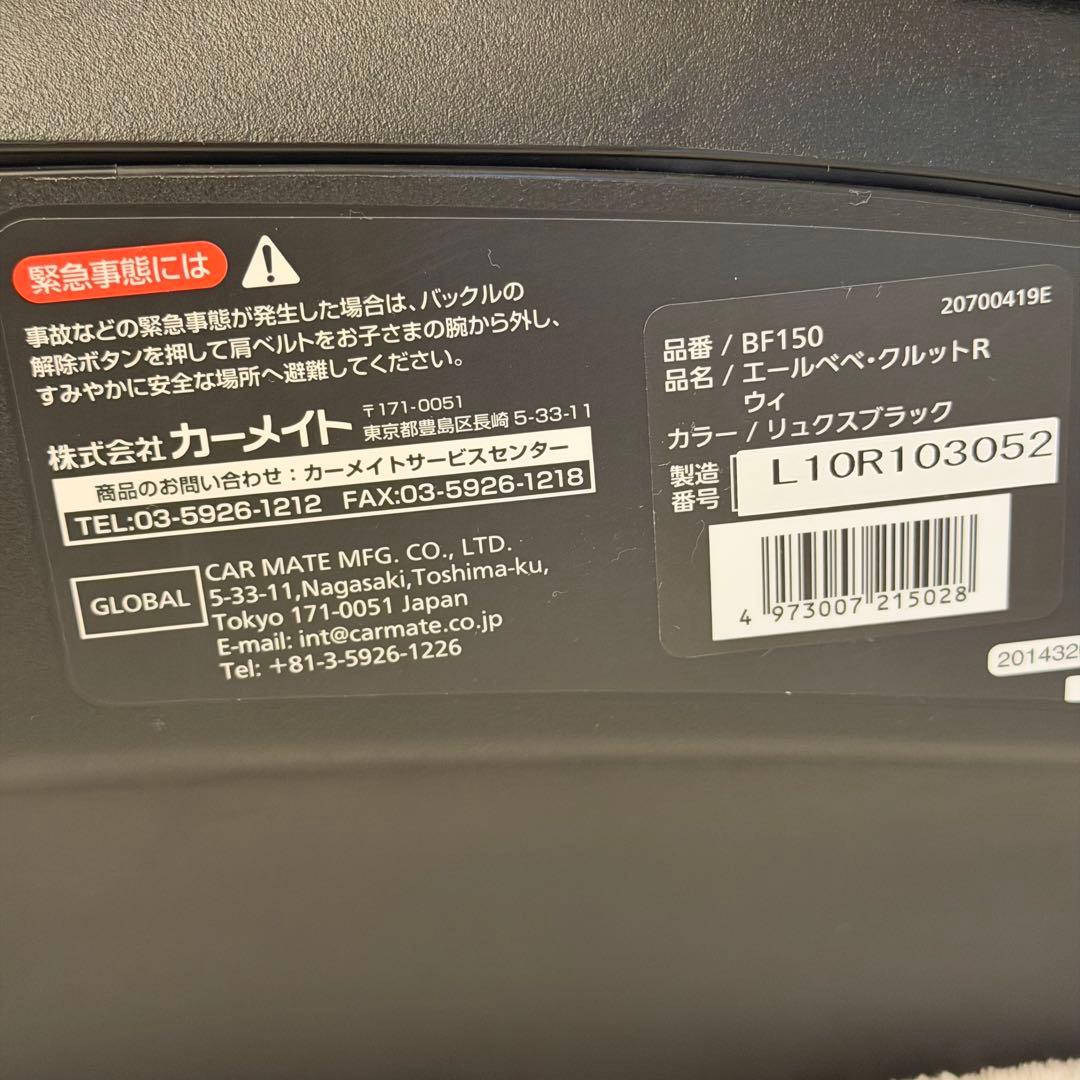 緊急事態には
事故などの緊急事態が発生した場合は、バックルの
解除ボタンを押して肩ベルトをお子さまの腕から外し、
すみやかに安全な場所へ避難してください。
株式会社 カーメイト
〒171-0051
東京都豊島区長崎 5-33-11
商品のお問い合わせ：カーメイトサービスセンター
TEL:03-5926-1212 FAX:03-5926-1218
GLOBAL
CAR MATE MFG. CO., LTD.
5-33-11,Nagasaki,Toshima-ku,
Tokyo 171-0051 Japan
E-mail: int@carmate.co.jp
Tel: +81-3-5926-1226
20700419E
品番 / BF150
品名 / エールベベ・クルットR
ウィ
カラー / リュクスブラック
製造
番号
L10R103052
4 973007 215028
201432